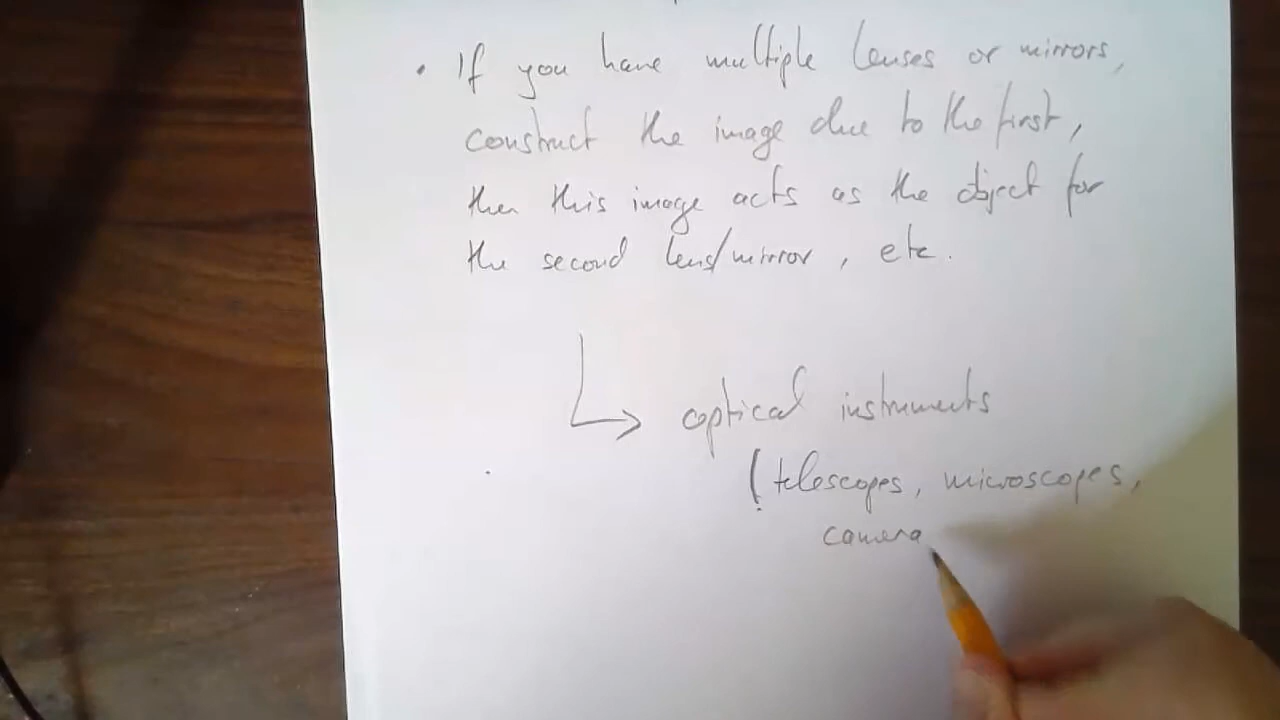 • If you have multiple lenses or mirrors,
construct the image due to the first,
then this image acts as the object for
the second lens/mirror, etc.
optical instruments
(telescopes, microscopes,
camera